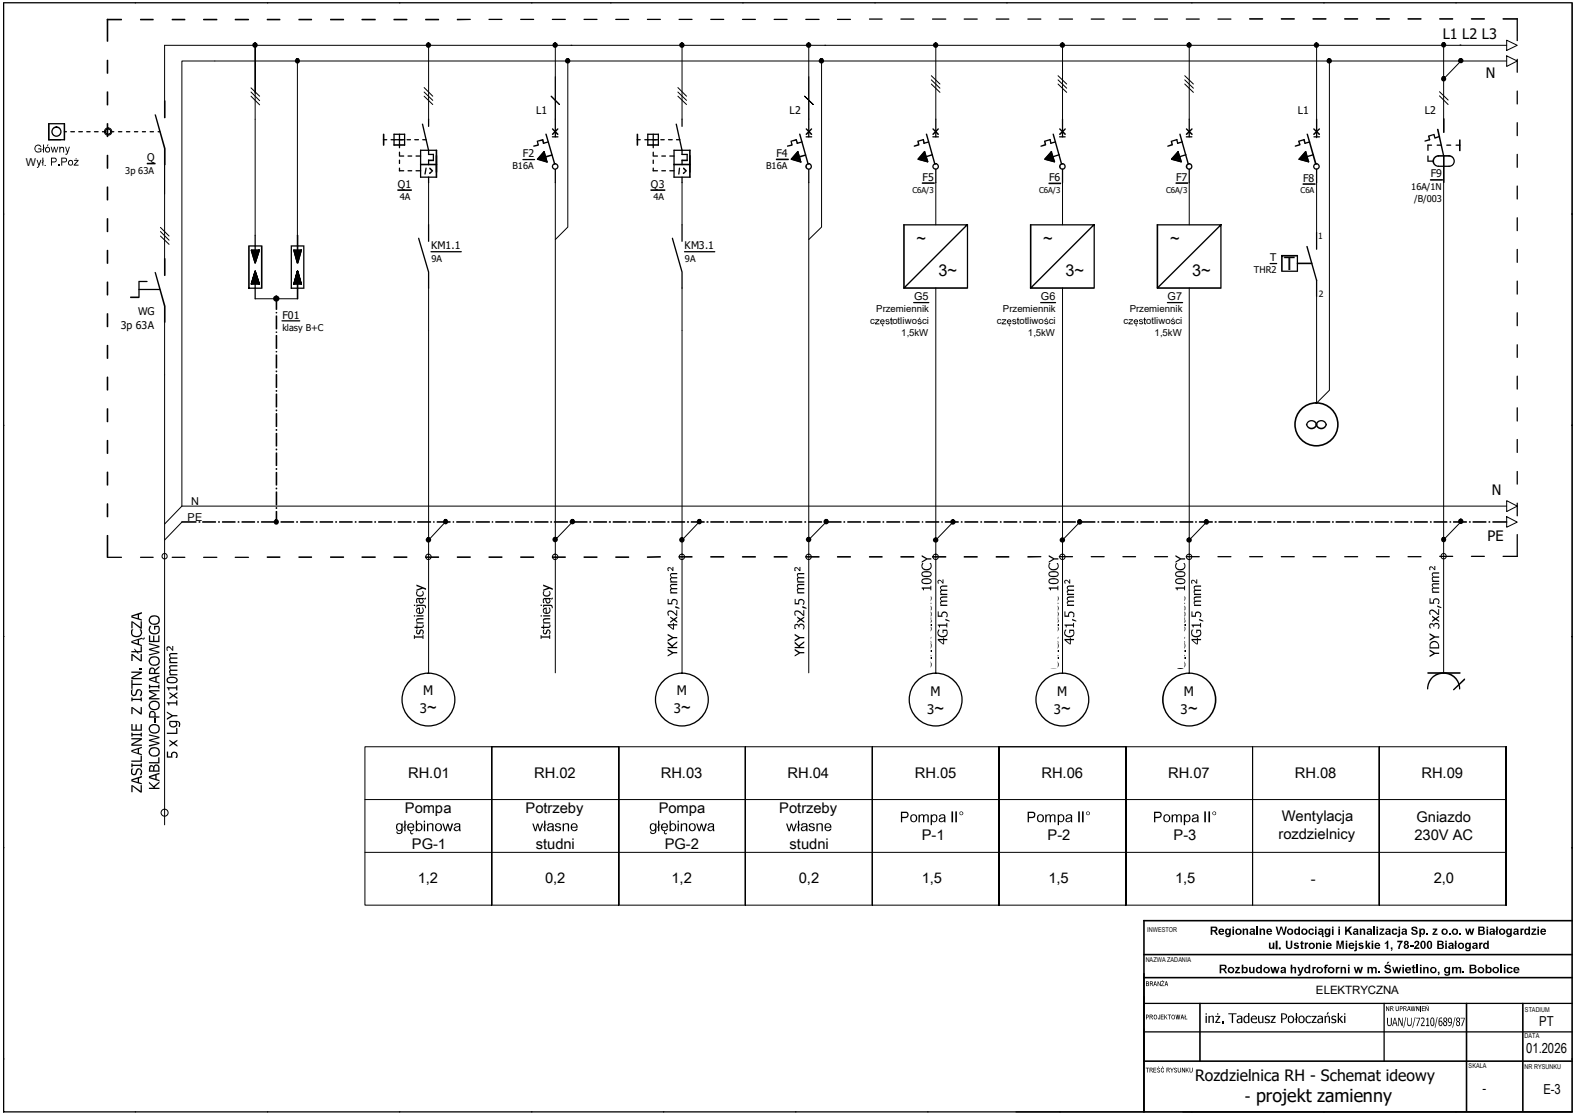 L1 L2 L3
N
Główny
Wył. P.Poż
Q
3p 63A
WG
3p 63A
F01
klasy B+C
Q1
4A
KM1.1
9A
L1
F2
B16A
Q3
4A
KM3.1
9A
L2
F4
B16A
F5
C6A/3
~
3~
G5
Przemiennik
częstotliwości
1,5kW
F6
C6A/3
~
3~
G6
Przemiennik
częstotliwości
1,5kW
F7
C6A/3
~
3~
G7
Przemiennik
częstotliwości
1,5kW
L1
F8
C6A
1
T
THR2
T
2
L2
F9
16A/1N
/B/003
N
PE
N
PE
ZASILANIE Z ISTN. ZŁĄCZA
KABLOWO-POMIAROWEGO
5 x LgY 1x10mm²
Istniejący
Istniejący
YKY 4x2,5 mm²
YKY 3x2,5 mm²
100CY
4G1,5 mm²
100CY
4G1,5 mm²
100CY
4G1,5 mm²
YDY 3x2,5 mm²
M
3~
M
3~
M
3~
M
3~
M
3~
RH.01 RH.02 RH.03 RH.04 RH.05 RH.06 RH.07 RH.08 RH.09
Pompa
głębinowa
PG-1
Potrzeby
własne
studni
Pompa
głębinowa
PG-2
Potrzeby
własne
studni
Pompa II°
P-1
Pompa II°
P-2
Pompa II°
P-3
Wentylacja
rozdzielnicy
Gniazdo
230V AC
1,2 0,2 1,2 0,2 1,5 1,5 1,5 - 2,0
INWESTOR
Regionalne Wodociągi i Kanalizacja Sp. z o.o. w Białogardzie
ul. Ustronie Miejskie 1, 78-200 Białogard
NAZWA ZADANIA
Rozbudowa hydroforni w m. Świetlino, gm. Bobolice
BRANŻA
ELEKTRYCZNA
PROJEKTOWAŁ
inż. Tadeusz Połoczański
NR UPRAWNIEŃ
UAN/U/7210/689/87
STADIUM
PT
DATA
01.2026
TREŚĆ RYSUNKU
Rozdzielnica RH - Schemat ideowy
- projekt zamienny
SKALA
-
NR RYSUNKU
E-3